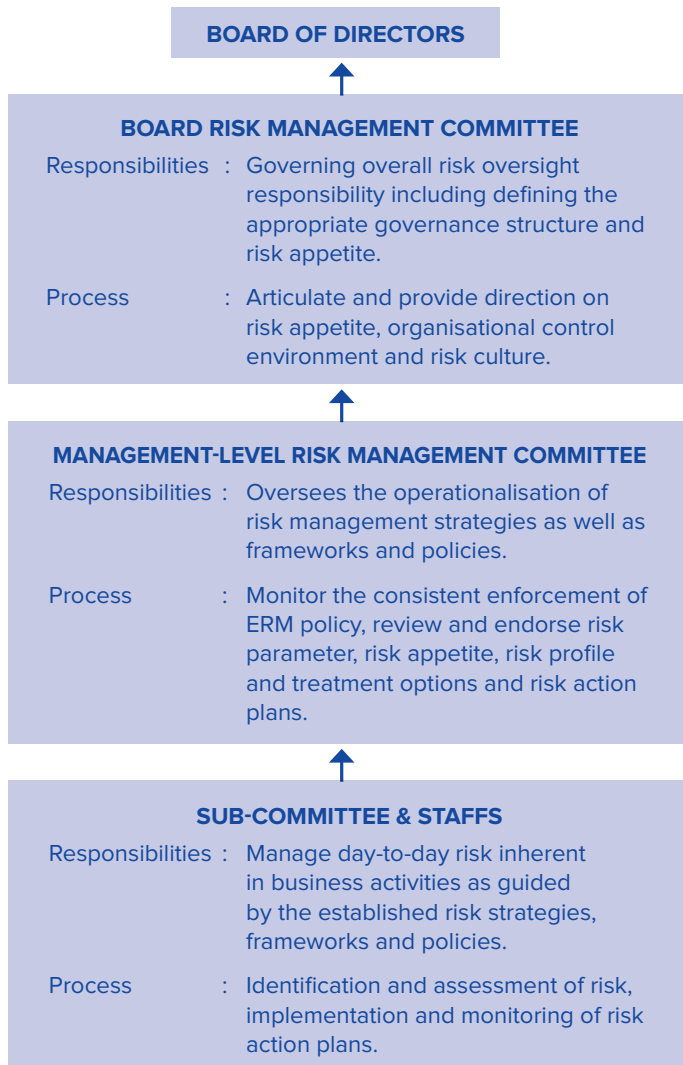 BOARD OF DIRECTORS
BOARD RISK MANAGEMENT COMMITTEE
Responsibilities : Governing overall risk oversight
responsibility including defining the
appropriate governance structure and
risk appetite.
Process : Articulate and provide direction on
risk appetite, organisational control
environment and risk culture.
MANAGEMENT-LEVEL RISK MANAGEMENT COMMITTEE
Responsibilities : Oversees the operationalisation of
risk management strategies as well as
frameworks and policies.
Process : Monitor the consistent enforcement of
ERM policy, review and endorse risk
parameter, risk appetite, risk profile
and treatment options and risk action
plans.
SUB-COMMITTEE & STAFFS
Responsibilities : Manage day-to-day risk inherent
in business activities as guided
by the established risk strategies,
frameworks and policies.
Process : Identification and assessment of risk,
implementation and monitoring of risk
action plans.